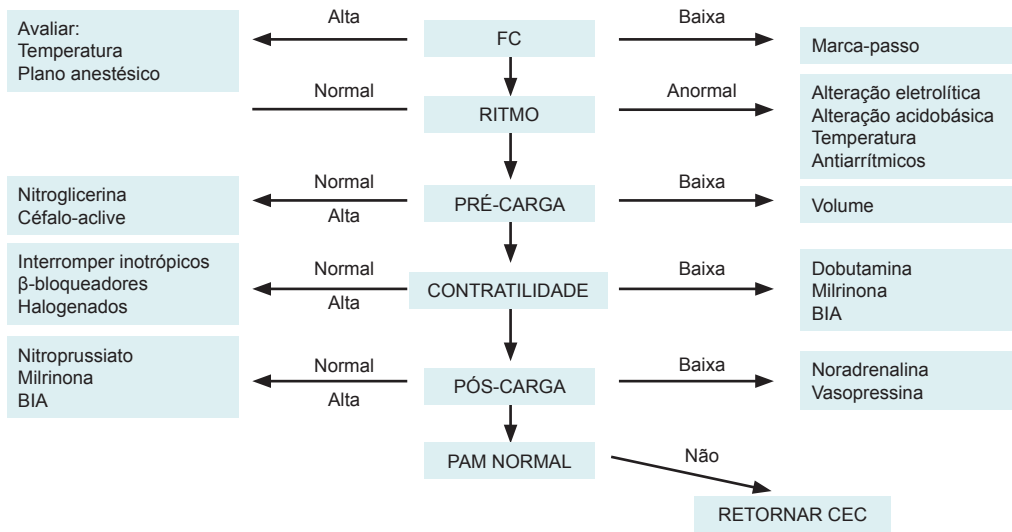 Alta
Baixa
Avaliar:
Temperatura
Plano anestésico
FC
Marca-passo
Normal
Anormal
RITMO
Alteração eletrolítica
Alteração acidobásica
Temperatura
Antiarrítmicos
Normal
Alta
Baixa
Nitroglicerina
Céfalo-aclive
PRÉ-CARGA
Volume
Normal
Alta
Baixa
Interromper inotrópicos
β-bloqueadores
Halogenados
CONTRATILIDADE
Dobutamina
Milrinona
BIA
Normal
Alta
Baixa
Nitroprussiato
Milrinona
BIA
PÓS-CARGA
Noradrenalina
Vasopressina
PAM NORMAL
Não
RETORNAR CEC